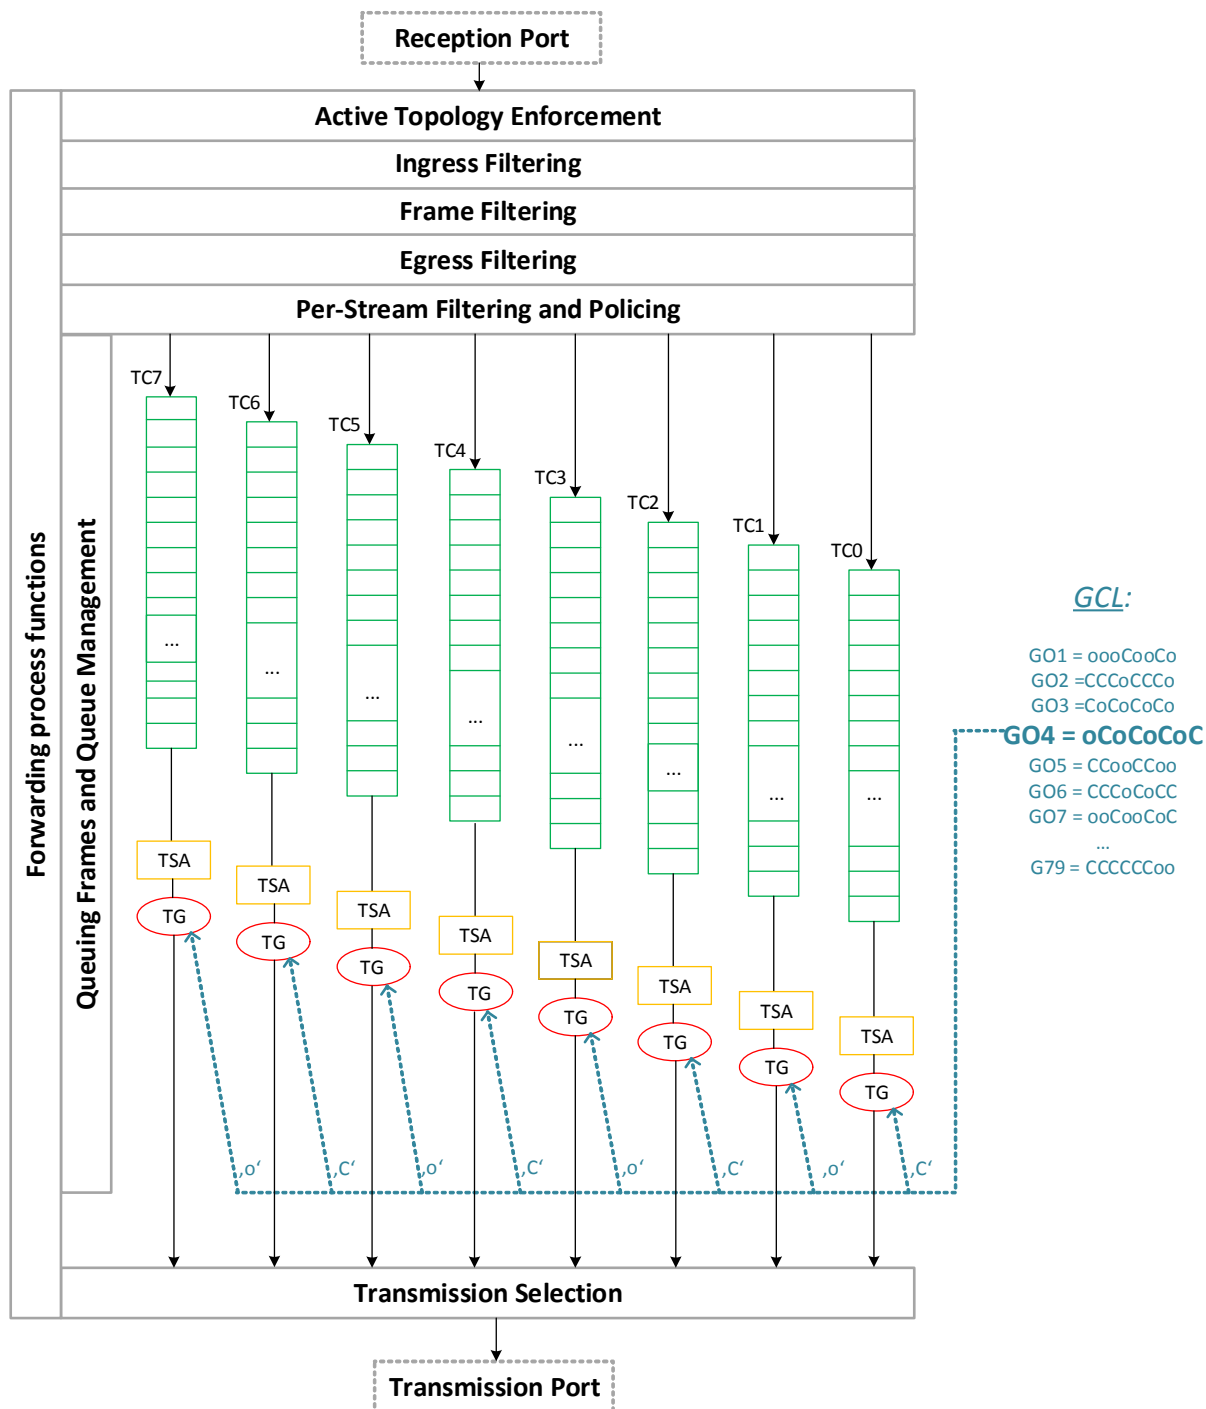 Reception Port
Active Topology Enforcement
Ingress Filtering
Frame Filtering
Egress Filtering
Per-Stream Filtering and Policing
Forwarding process functions
Queuing Frames and Queue Management
TC7
TC6
TC5
TC4
TC3
TC2
TC1
TC0
...
...
...
...
...
...
...
...
TSA
TSA
TSA
TSA
TSA
TSA
TSA
TSA
TG
TG
TG
TG
TG
TG
TG
TG
‚o‘
‚C‘
‚o‘
‚C‘
‚o‘
‚C‘
‚o‘
‚C‘
GCL:
GO1 = oooCooCo
GO2 =CCCoCCCo
GO3 =CoCoCoCo
GO4 = oCoCoCoC
GO5 = CCooCCoo
GO6 = CCCoCoCC
GO7 = ooCooCoC
...
G79 = CCCCCCoo
Transmission Selection
Transmission Port